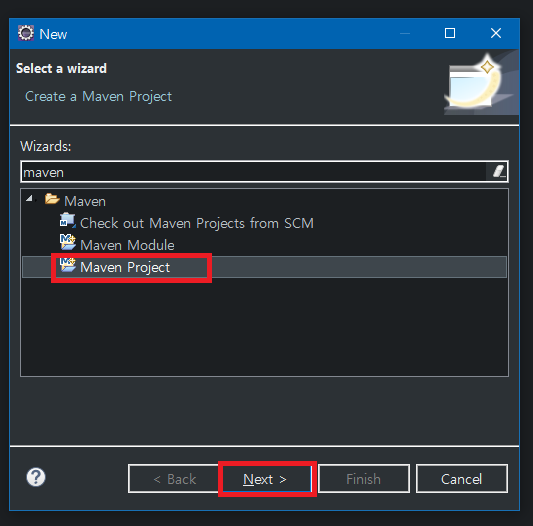 New
Select a wizard
Create a Maven Project
Wizards:
maven
Maven
Check out Maven Projects from SCM
Maven Module
Maven Project
< Back Next > Finish Cancel